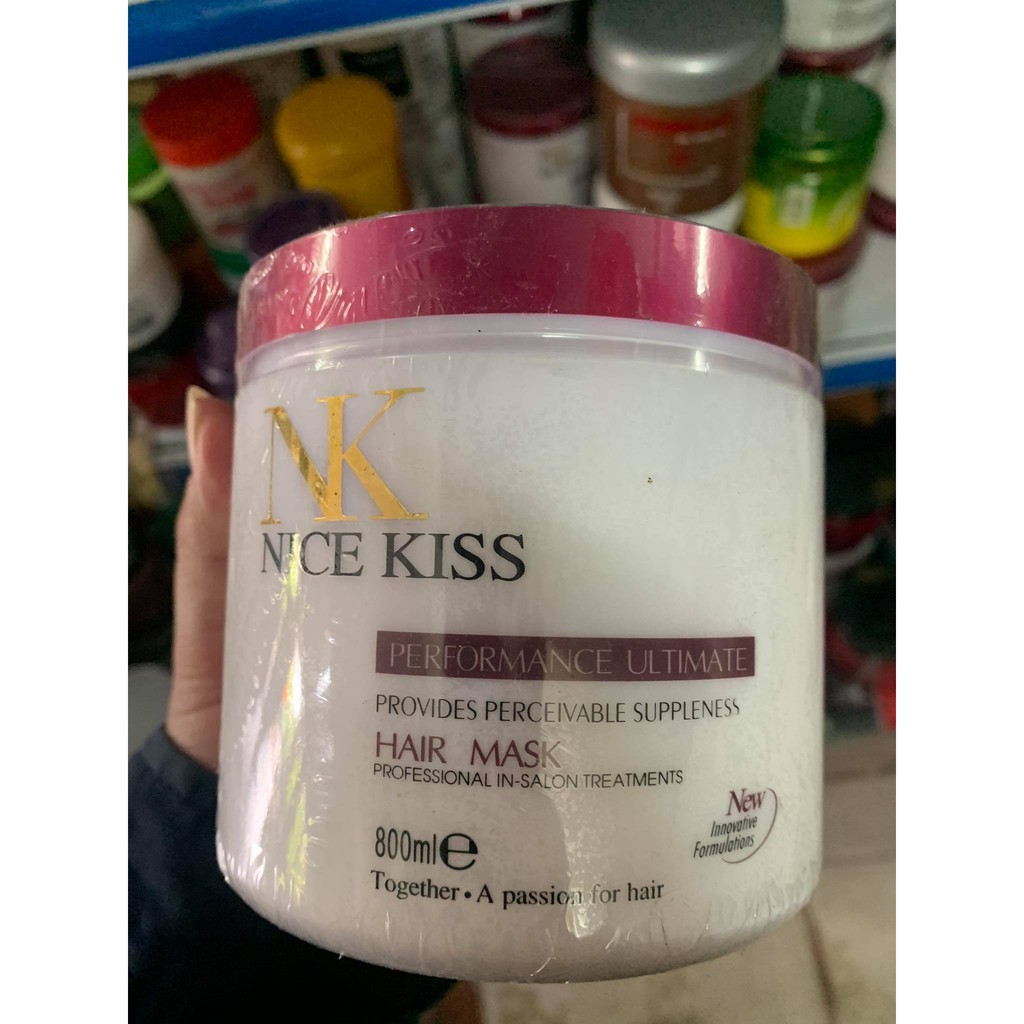 NK
NICE KISS
PERFORMANCE ULTIMATE
PROVIDES PERCEIVABLE SUPPLENESS
HAIR MASK
PROFESSIONAL IN-SALON TREATMENTS
New
Innovative
Formulations
800ml℮
Together • A passion for hair